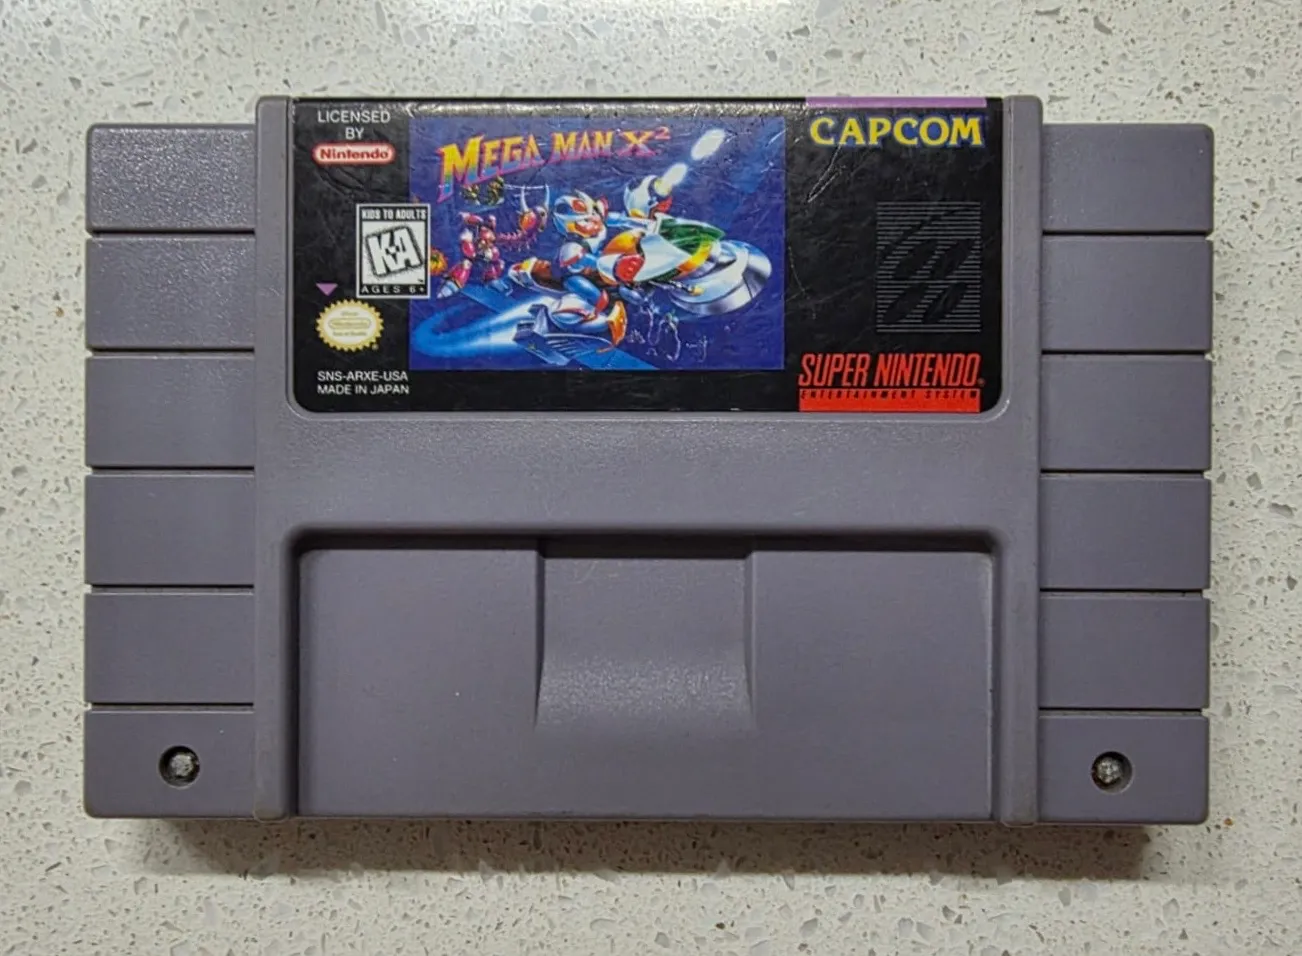 LICENSED
BY
Nintendo
MEGA MAN X²
CAPCOM
KIDS TO ADULTS
KA
AGES 6+
SNS-ARXE-USA
MADE IN JAPAN
SUPER NINTENDO®
ENTERTAINMENT SYSTEM